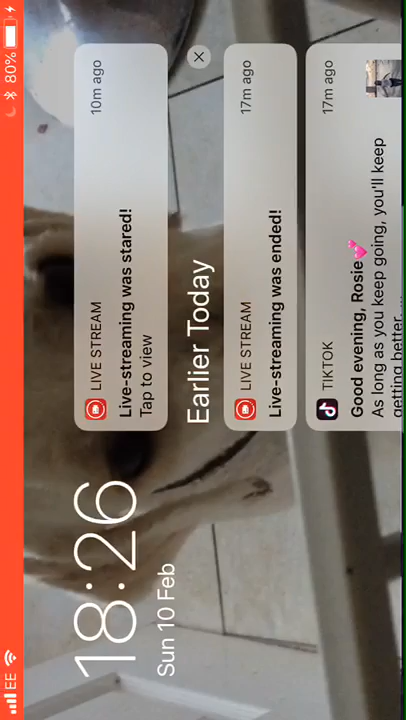 EE 80%
18:26
Sun 10 Feb
LIVE STREAM 10m ago
Live-streaming was stared!
Tap to view
Earlier Today
LIVE STREAM 17m ago
Live-streaming was ended!
TIKTOK 17m ago
Good evening, Rosie💕
As long as you keep going, you'll keep
getting better. ...